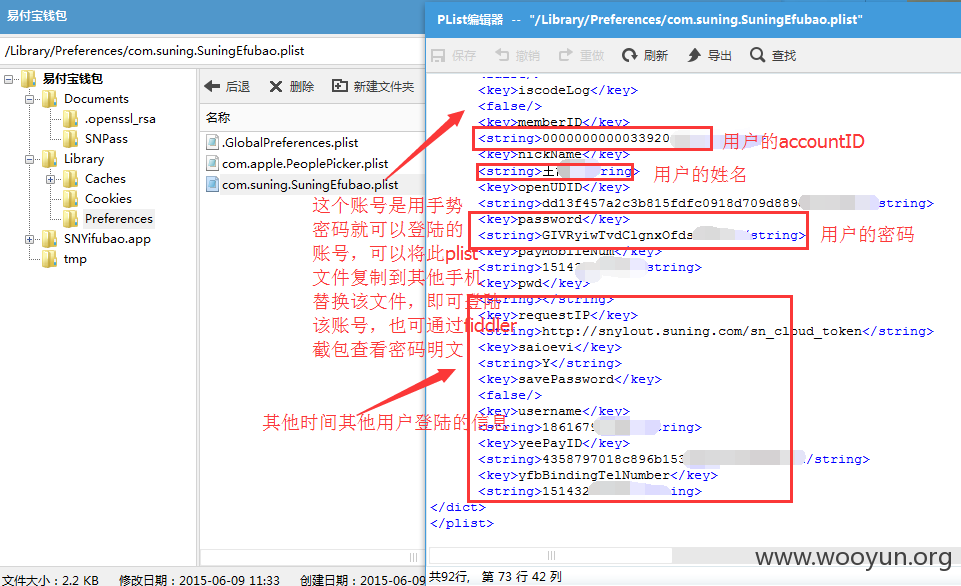 易付宝钱包
/Library/Preferences/com.suning.SuningEfubao.plist
易付宝钱包
Documents
.openssl_rsa
SNPass
Library
Caches
Cookies
Preferences
SNYifubao.app
tmp
后退 删除 新建文件夹
名称
.GlobalPreferences.plist
com.apple.PeoplePicker.plist
com.suning.SuningEfubao.plist
这个账号是用手势
密码就可以登陆的
账号，可以将此plist
文件复制到其他手机
替换该文件，即可登陆
该账号，也可通过fiddler
截包查看密码明文
其他时间其他用户登陆的信息
PList编辑器 -- "/Library/Preferences/com.suning.SuningEfubao.plist"
保存 撤销 重做 刷新 导出 查找
<key>iscodeLog</key>
<false/>
<key>memberID</key>
<string>0000000000033920
用户的accountID
<key>nickName</key>
<string>王 ring>
用户的姓名
<key>openUDID</key>
<string>dd13f457a2c3b815fdfc0918d709d889 string>
<key>password</key>
<string>GIVRyiwTvdClgnxOfds /string>
用户的密码
<key>payMobileNum</key>
<string>1514 string>
<key>pwd</key>
<string></string>
<key>requestIP</key>
<string>http://snylout.suning.com/sn_cloud_token</string>
<key>saioevi</key>
<string>Y</string>
<key>savePassword</key>
<false/>
<key>username</key>
<string>186167 ring>
<key>yeePayID</key>
<string>4358797018c896b153 /string>
<key>yfbBindingTelNumber</key>
<string>151432 ing>
</dict>
</plist>
www.wooyun.org
文件大小：2.2 KB 修改日期：2015-06-09 11:33 创建日期：2015-06-09
共92行， 第 73 行 42 列